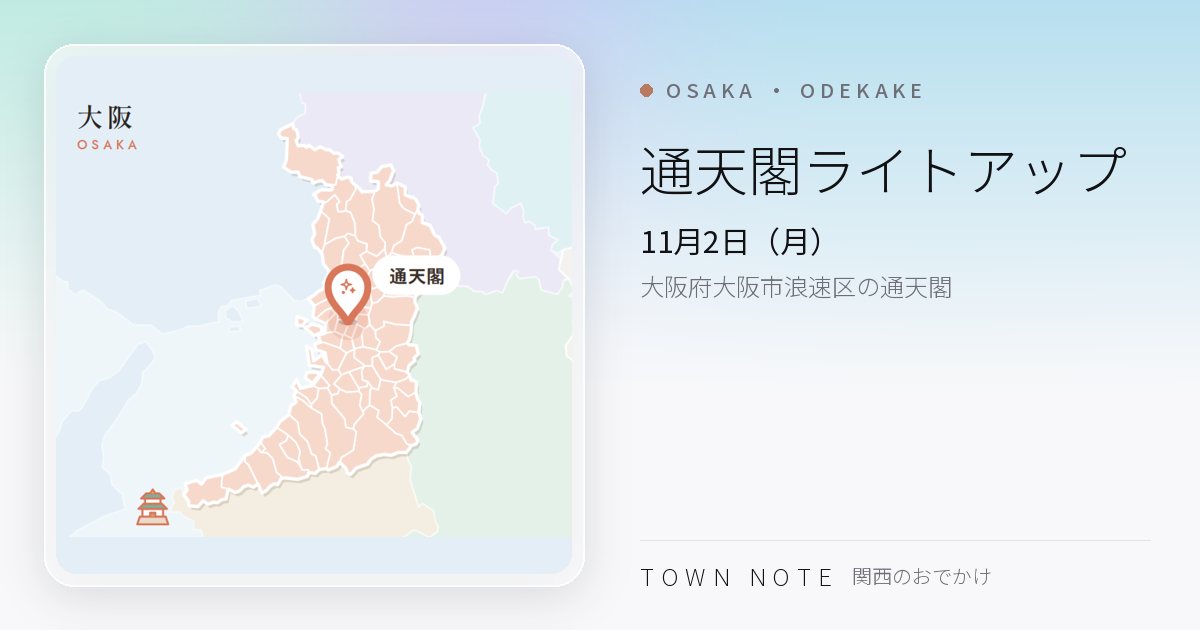 大阪
OSAKA
通天閣
OSAKA • ODEKAKE
通天閣ライトアップ
11月2日（月）
大阪府大阪市浪速区の通天閣
TOWN NOTE 関西のおでかけ